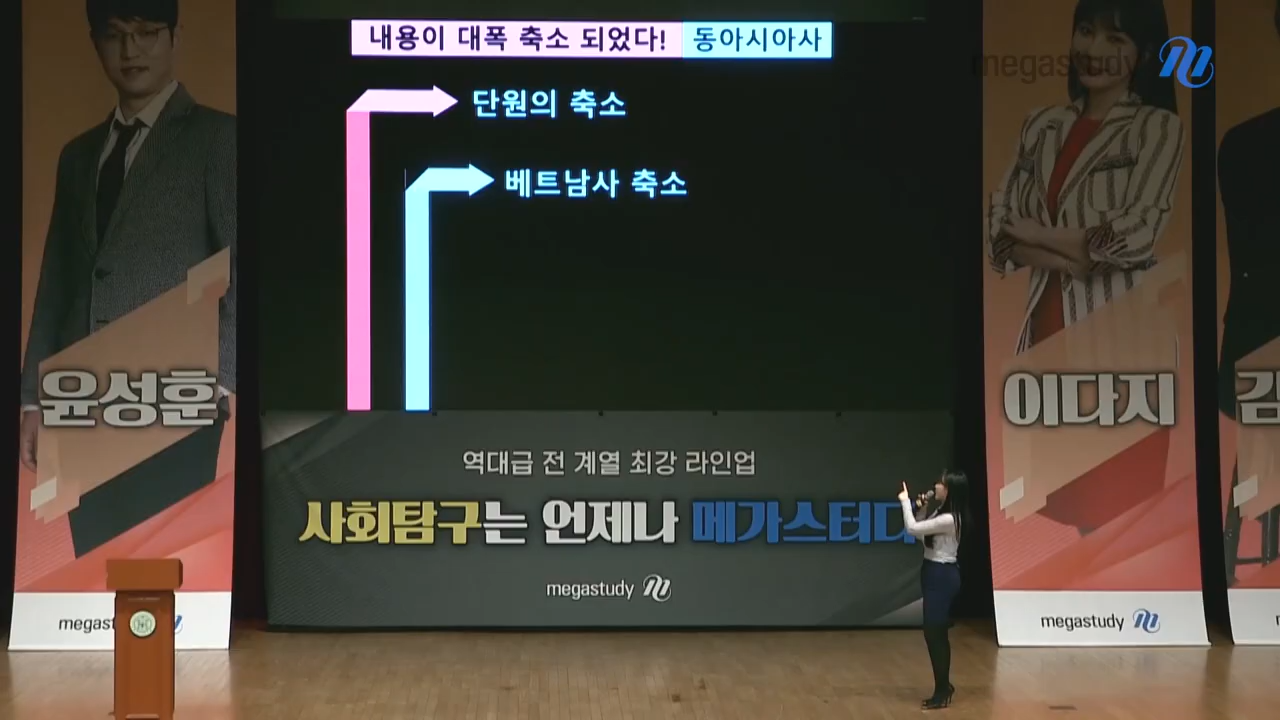 내용이 대폭 축소 되었다! 동아시아사
megastudy
단원의 축소
베트남사 축소
윤성훈
이다지
김
역대급 전 계열 최강 라인업
사회탐구는 언제나 메가스터디
megastudy
megast
megastudy